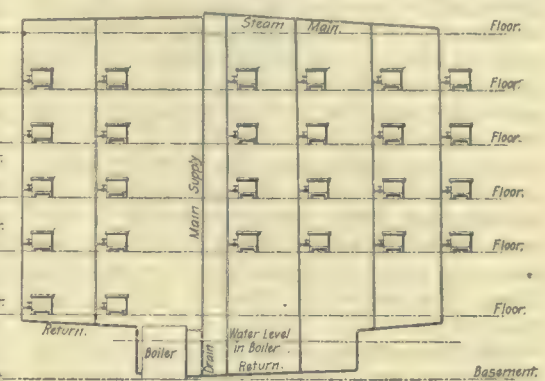 Steam Main.
Floor.
Floor.
Floor.
Main Supply
Floor.
Floor.
Floor.
Return.
Boiler
Drain
Water Level
in Boiler
Return.
Basement.